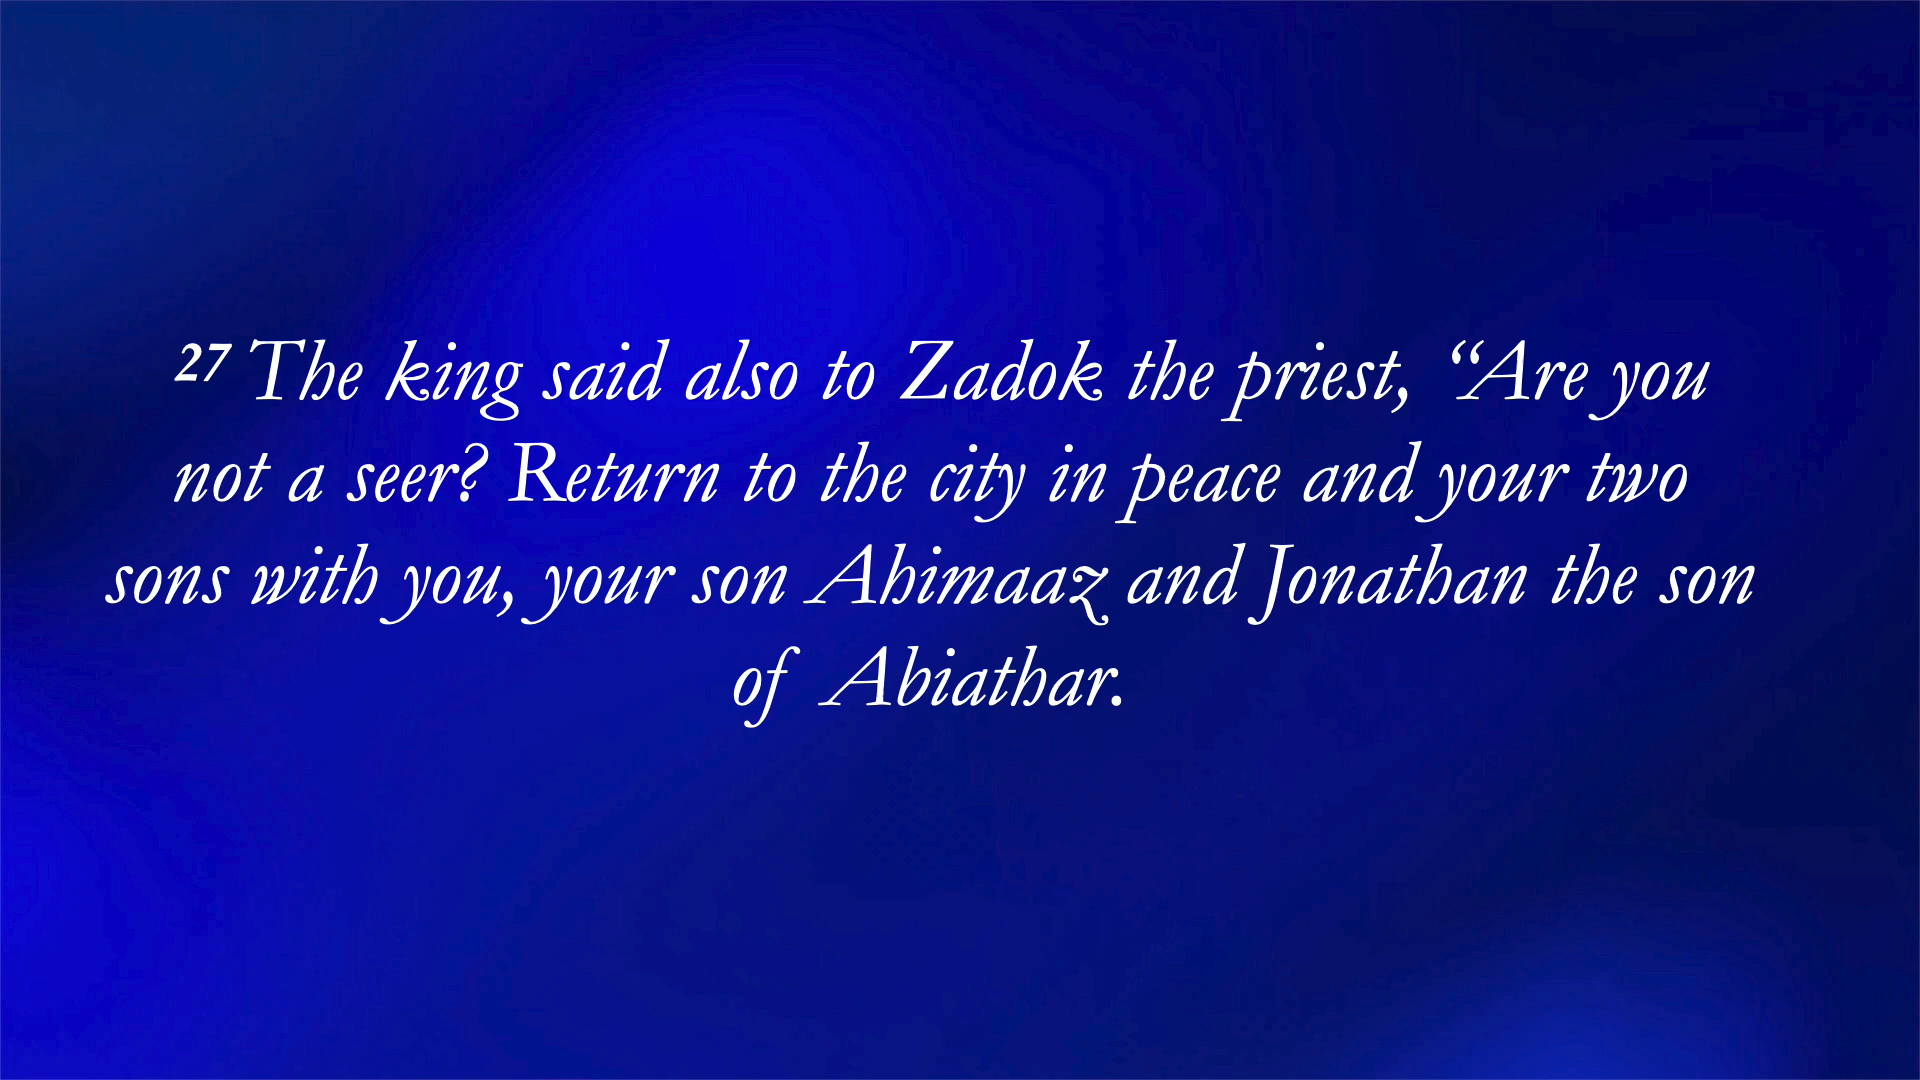 27 The king said also to Zadok the priest, “Are you
not a seer? Return to the city in peace and your two
sons with you, your son Ahimaaz and Jonathan the son
of Abiathar.